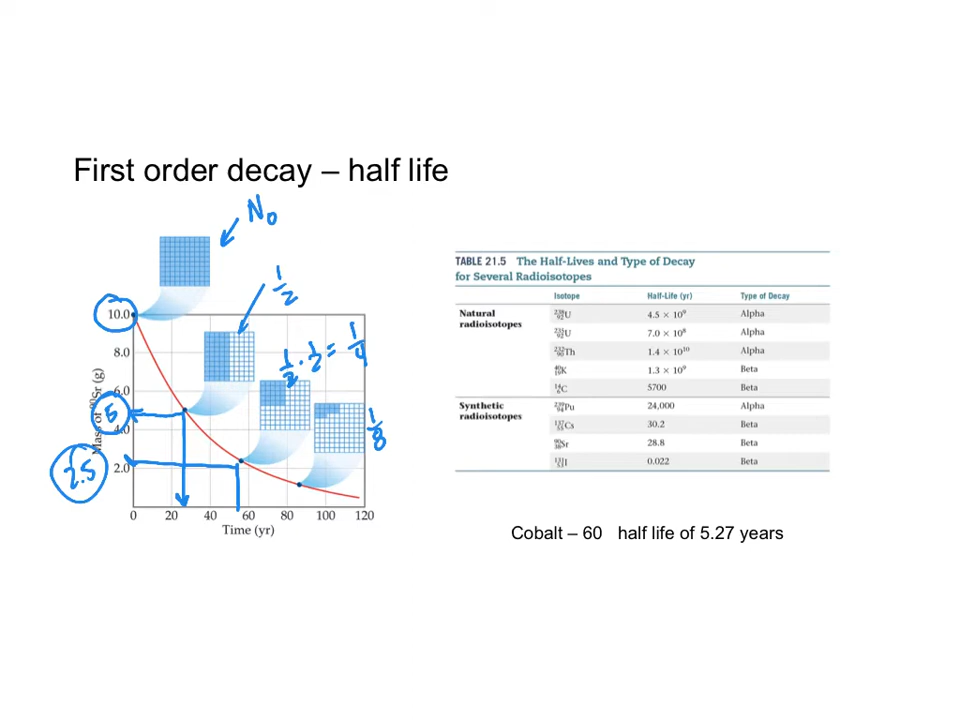 First order decay – half life
N₀
1/2
1/2 · 1/2 = 1/4
1/8
10.0
8.0
6.0
5
4.0
2.5
2.0
Mass of ⁹⁰Sr (g)
0 20 40 60 80 100 120
Time (yr)
TABLE 21.5 The Half-Lives and Type of Decay
for Several Radioisotopes
Isotope Half-Life (yr) Type of Decay
Natural radioisotopes ²³⁸₉₂U 4.5 × 10⁹ Alpha
²³⁵₉₂U 7.0 × 10⁸ Alpha
²³²₉₀Th 1.4 × 10¹⁰ Alpha
⁴⁰₁₉K 1.3 × 10⁹ Beta
¹⁴₆C 5700 Beta
Synthetic radioisotopes ²³⁹₉₄Pu 24,000 Alpha
¹³⁷₅₅Cs 30.2 Beta
⁹⁰₃₈Sr 28.8 Beta
¹³¹₅₃I 0.022 Beta
Cobalt – 60 half life of 5.27 years